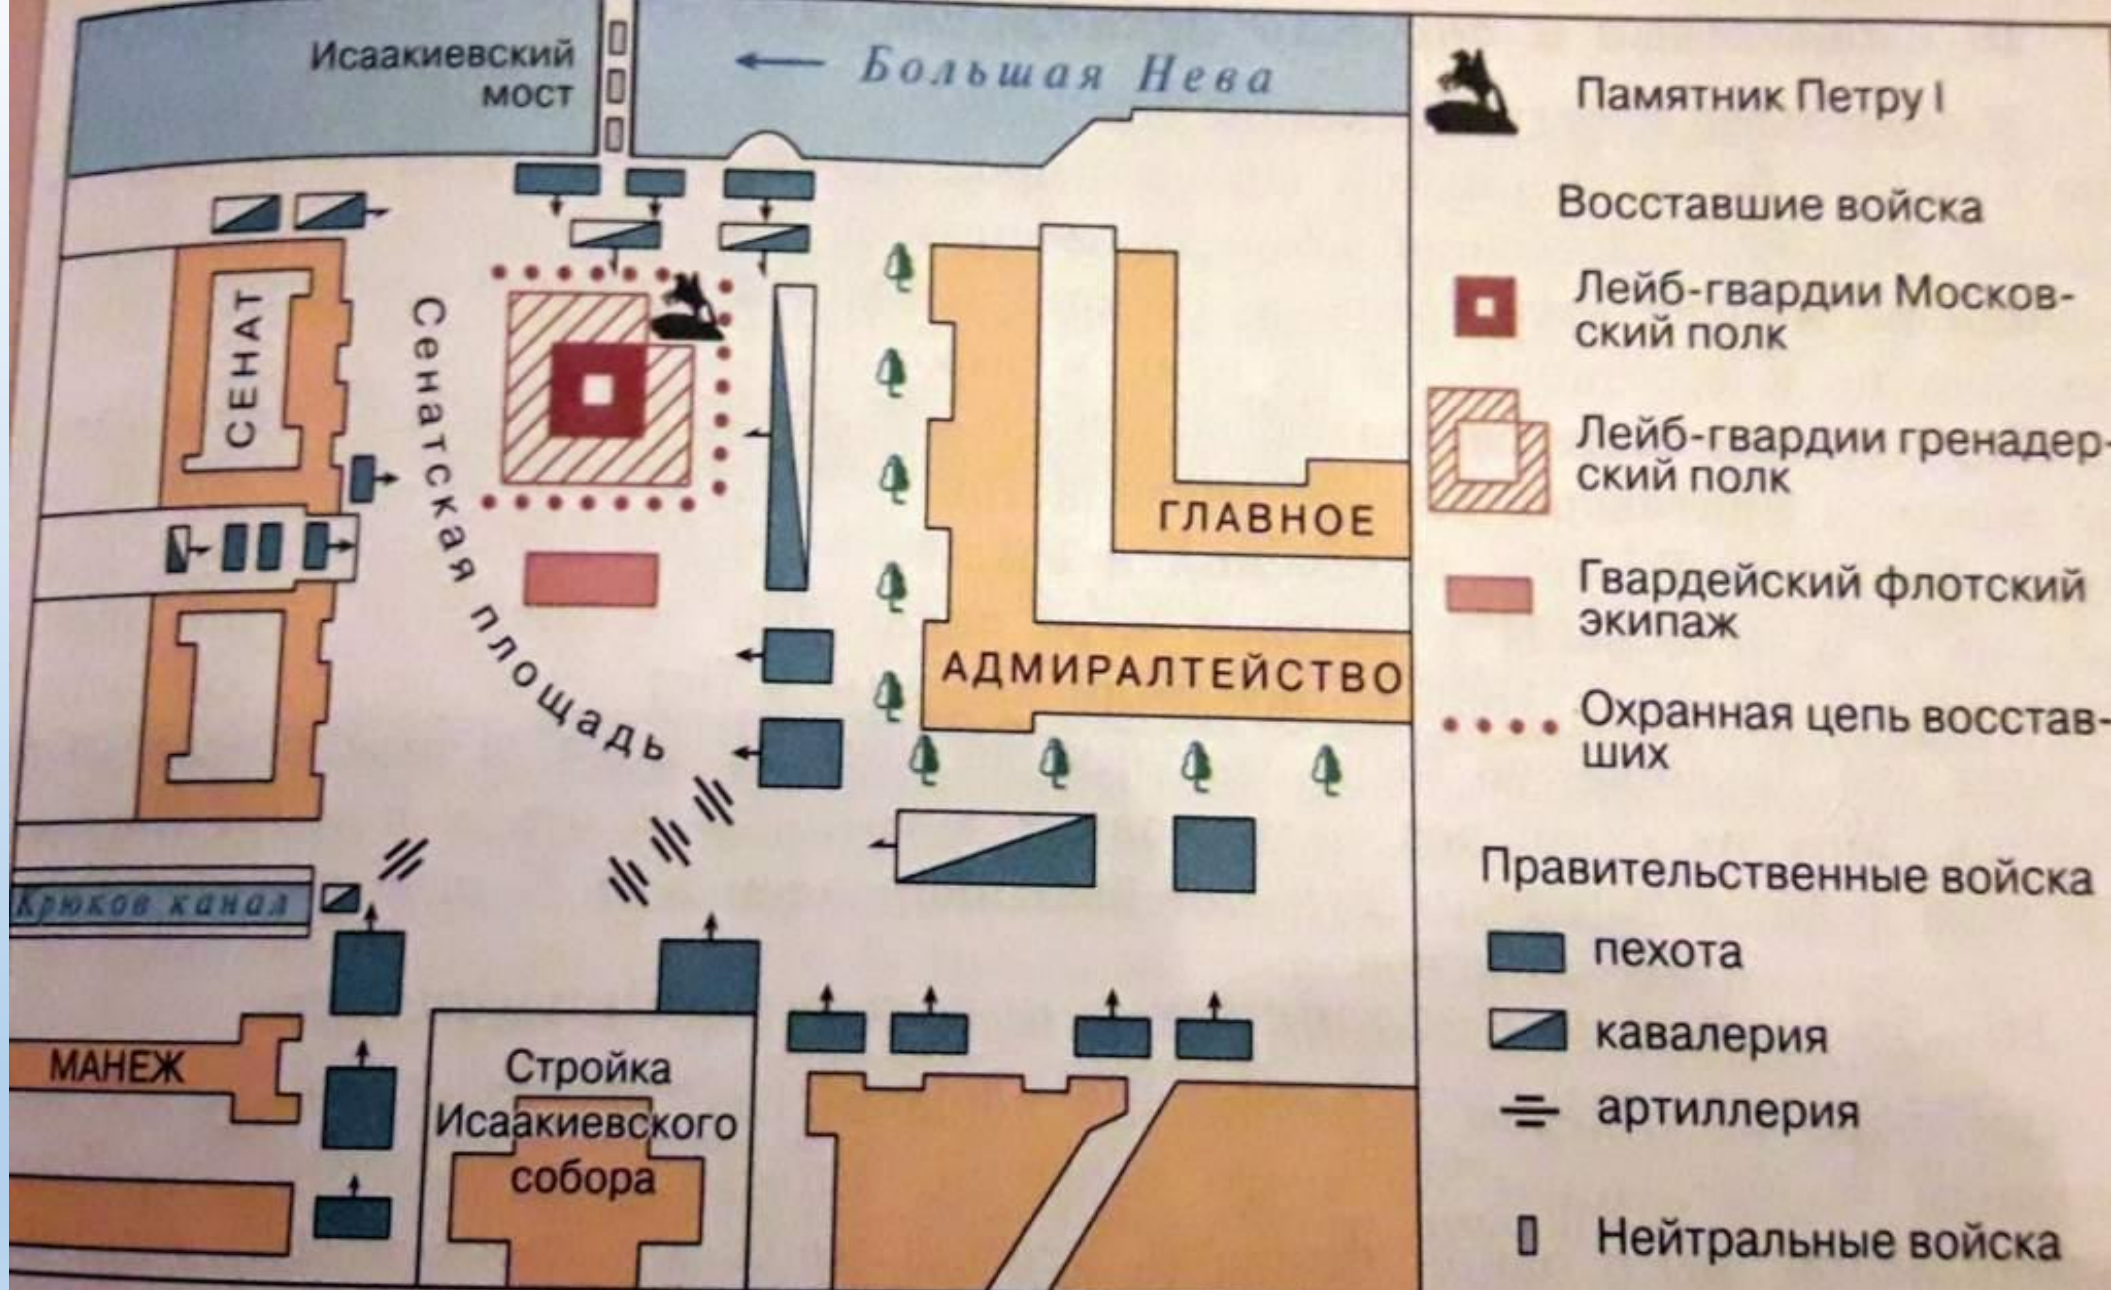 Исаакиевский
мост
Большая Нева
СЕНАТ
Сенатская площадь
ГЛАВНОЕ
АДМИРАЛТЕЙСТВО
Крюков канал
МАНЕЖ
Стройка
Исаакиевского
собора
Памятник Петру I
Восставшие войска
Лейб-гвардии Москов-
ский полк
Лейб-гвардии гренадер-
ский полк
Гвардейский флотский
экипаж
Охранная цепь восстав-
ших
Правительственные войска
пехота
кавалерия
артиллерия
Нейтральные войска